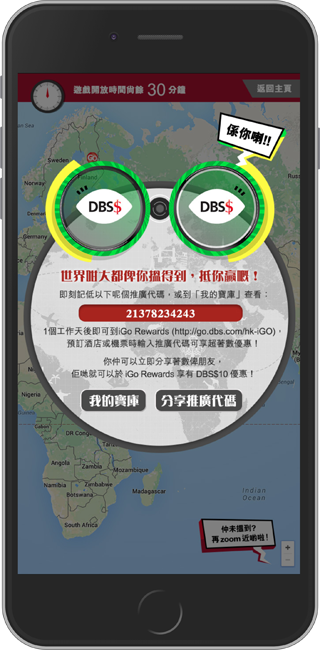 遊戲開放時間尚餘 30 分鐘
返回主頁
係你喇!!
DBS$
DBS$
世界咁大都俾你搵得到，抵你贏嘅！
即刻記低以下呢個推廣代碼，或到「我的寶庫」查看：
21378234243
1個工作天後即可到iGo Rewards (http://go.dbs.com/hk-iGO)，
預訂酒店或機票時輸入推廣代碼可享超著數優惠！
你仲可以立即分享著數俾朋友，
佢哋就可以於 iGo Rewards 享有 DBS$10 優惠！
我的寶庫
分享推廣代碼
Sweden
Norway
Germany
DR Congo
Angola
Zambia
Mozambique
Namibia
Zimbabwe
Botswana
Madagascar
South Africa
Indian
Ocean
仲未搵到？
再zoom近啲啦！
+
-